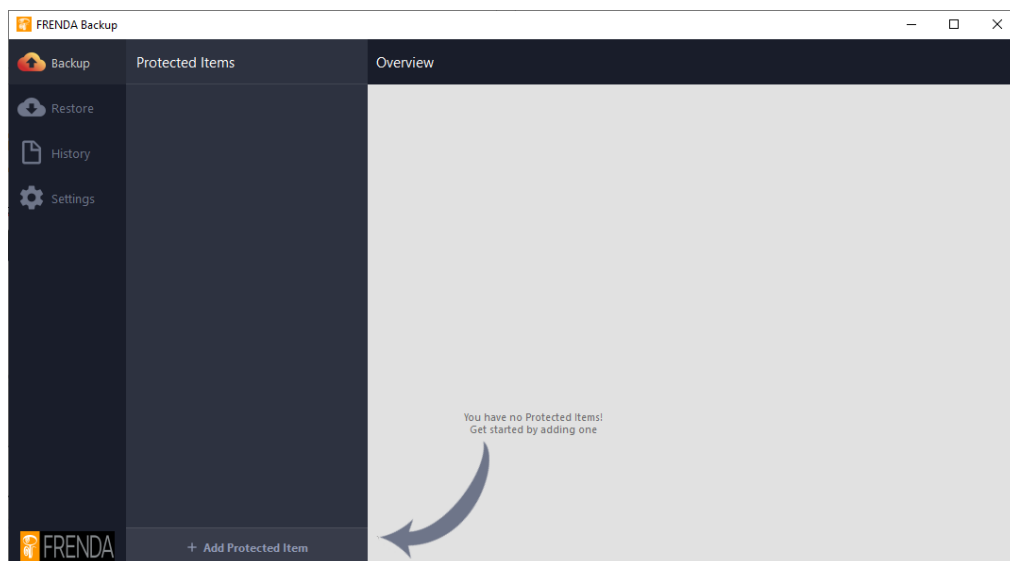 FRENDA Backup
Backup
Protected Items
Overview
Restore
History
Settings
You have no Protected Items!
Get started by adding one
FRENDA
+ Add Protected Item